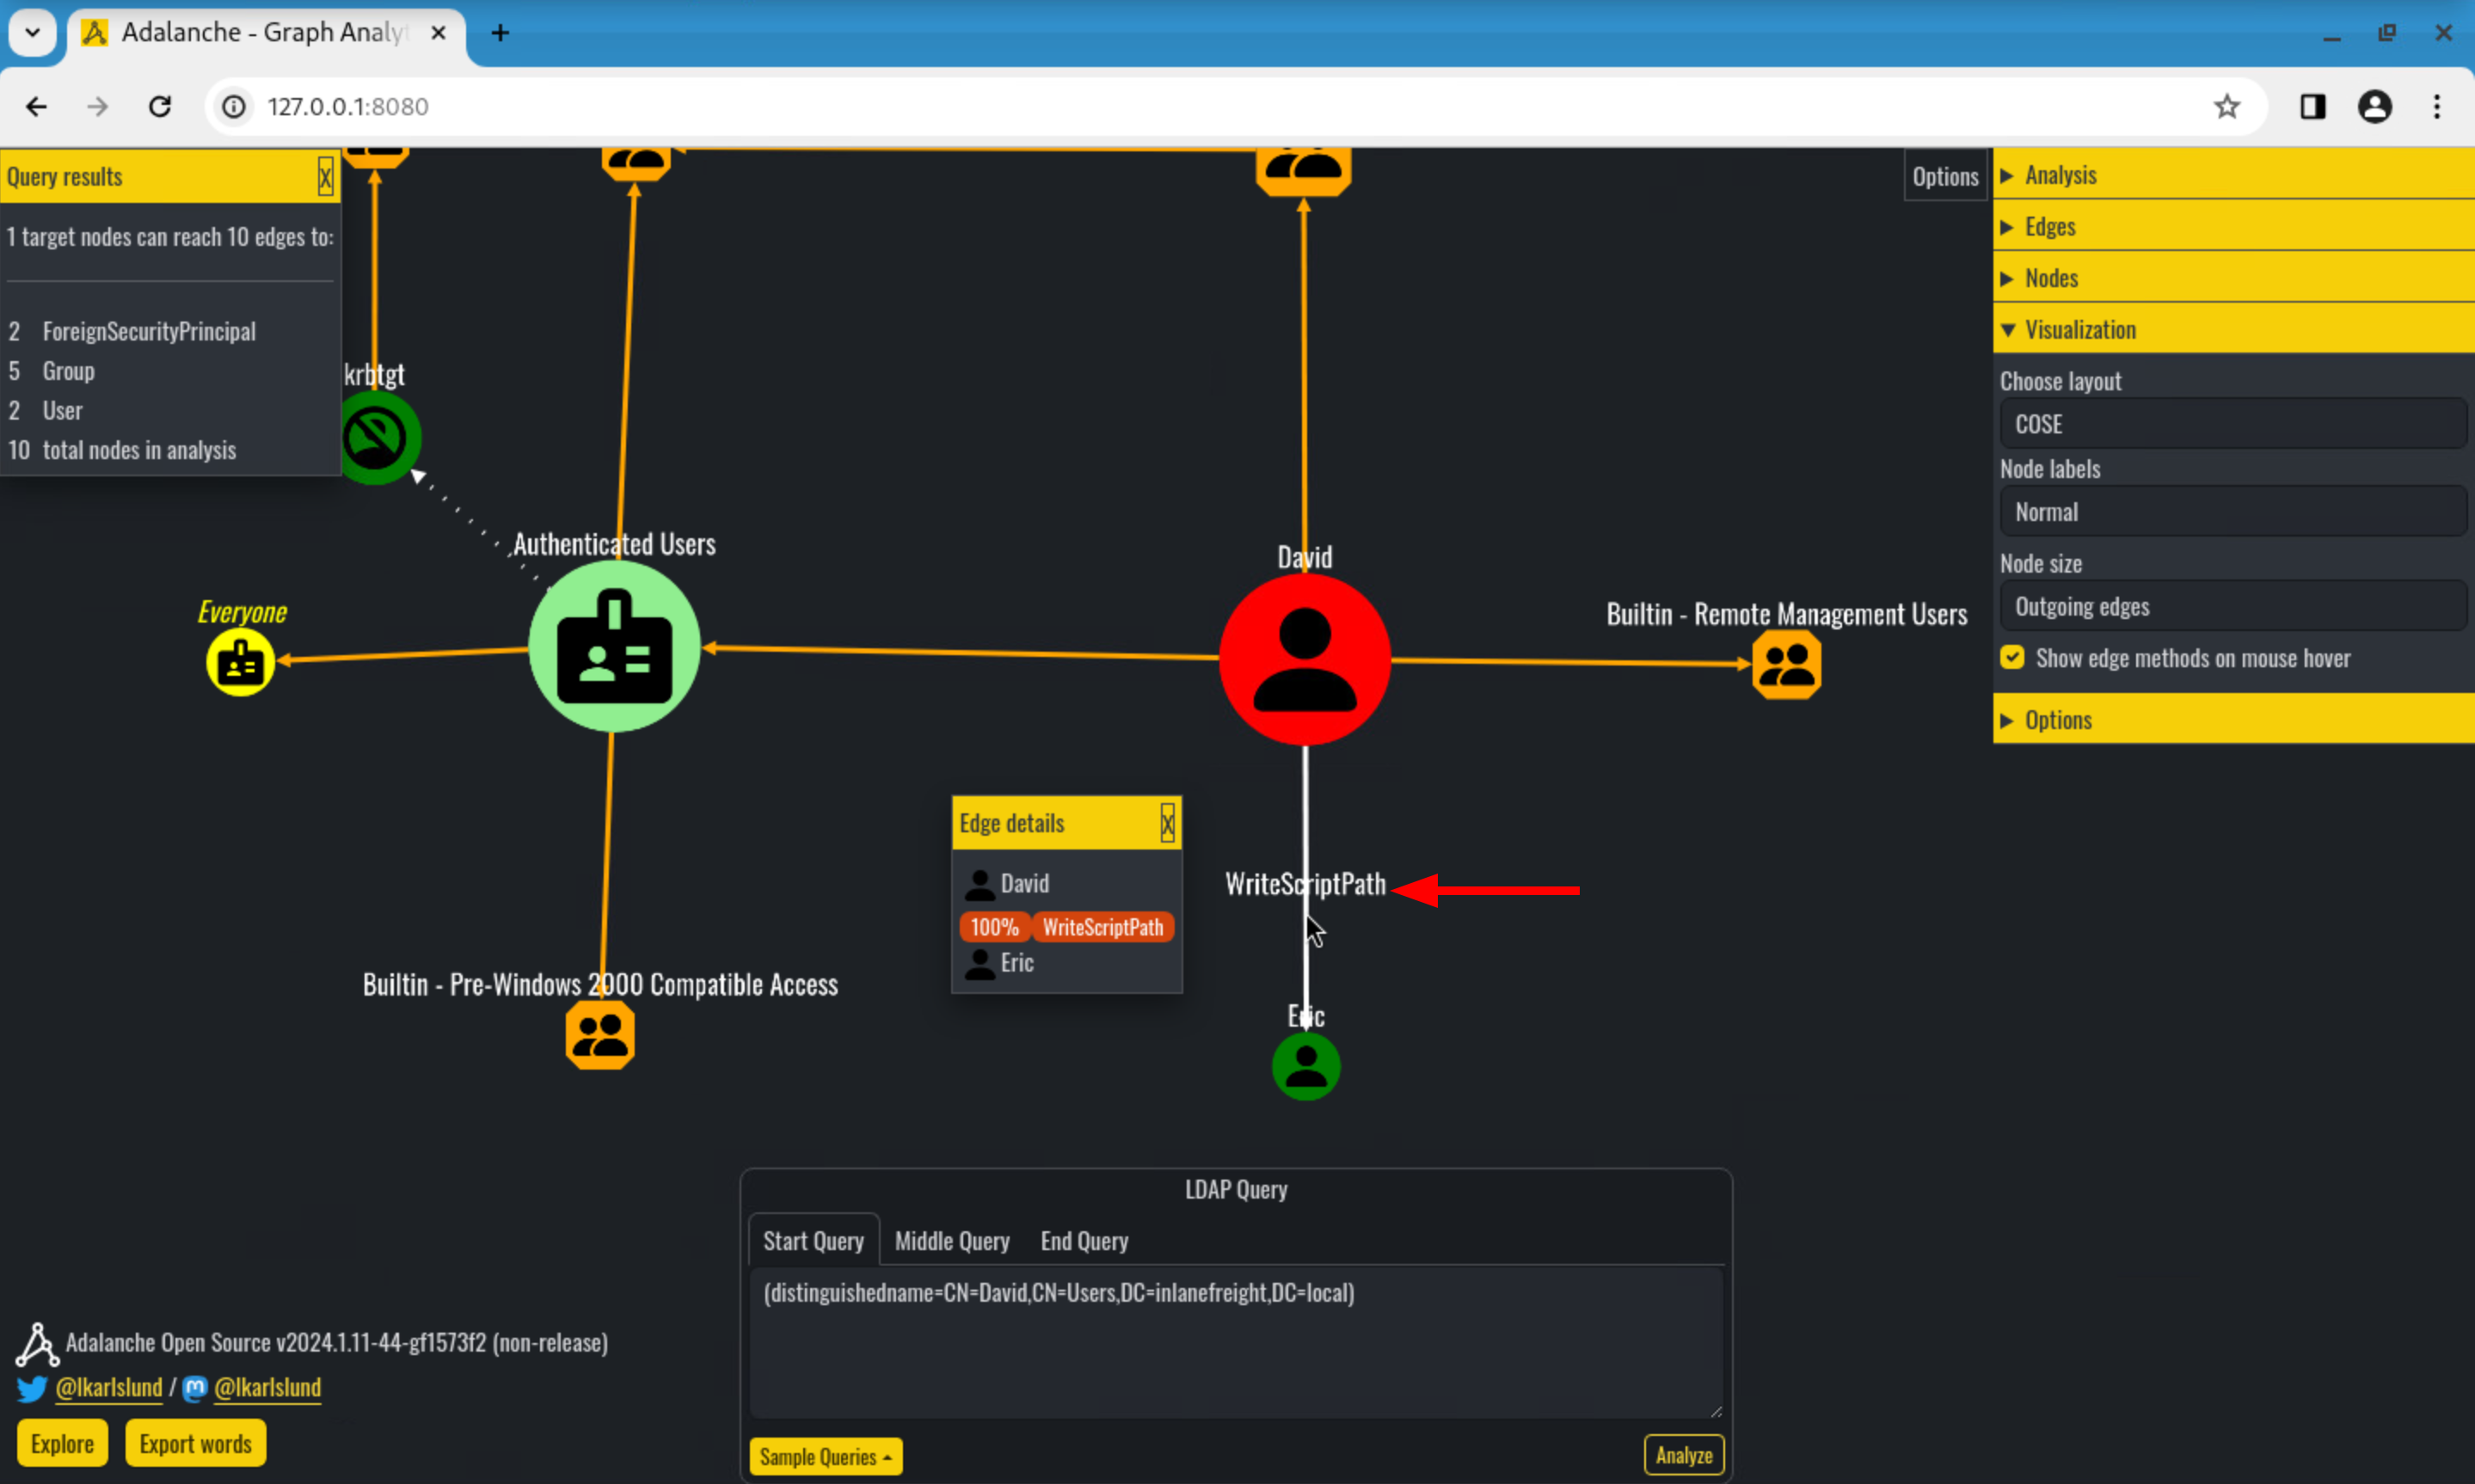 Adalanche - Graph Analyt
127.0.0.1:8080
Query results X
1 target nodes can reach 10 edges to:
2 ForeignSecurityPrincipal
5 Group
2 User
10 total nodes in analysis
krbtgt
Authenticated Users
Everyone
David
Builtin - Remote Management Users
Builtin - Pre-Windows 2000 Compatible Access
Edge details X
David
100% WriteScriptPath
Eric
WriteScriptPath
Eric
Options
Analysis
Edges
Nodes
Visualization
Choose layout
COSE
Node labels
Normal
Node size
Outgoing edges
Show edge methods on mouse hover
Options
LDAP Query
Start Query Middle Query End Query
(distinguishedname=CN=David,CN=Users,DC=inlanefreight,DC=local)
Sample Queries Analyze
Adalanche Open Source v2024.1.11-44-gf1573f2 (non-release)
@lkarlslund / @lkarlslund
Explore Export words